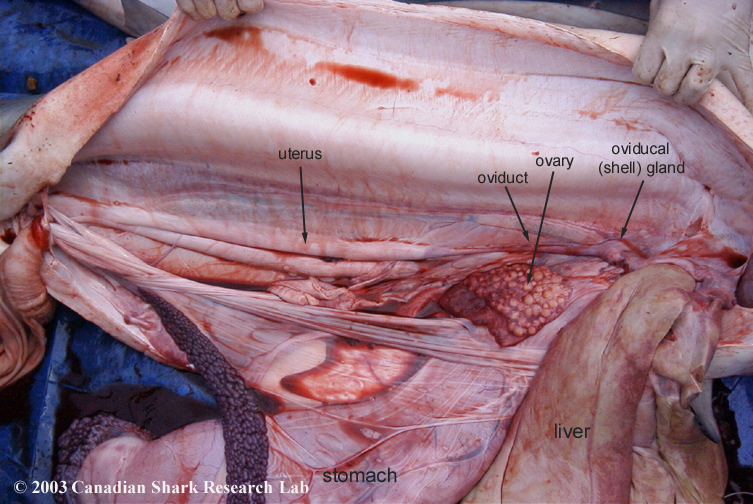 uterus
oviduct
ovary
oviducal
(shell) gland
liver
stomach
© 2003 Canadian Shark Research Lab